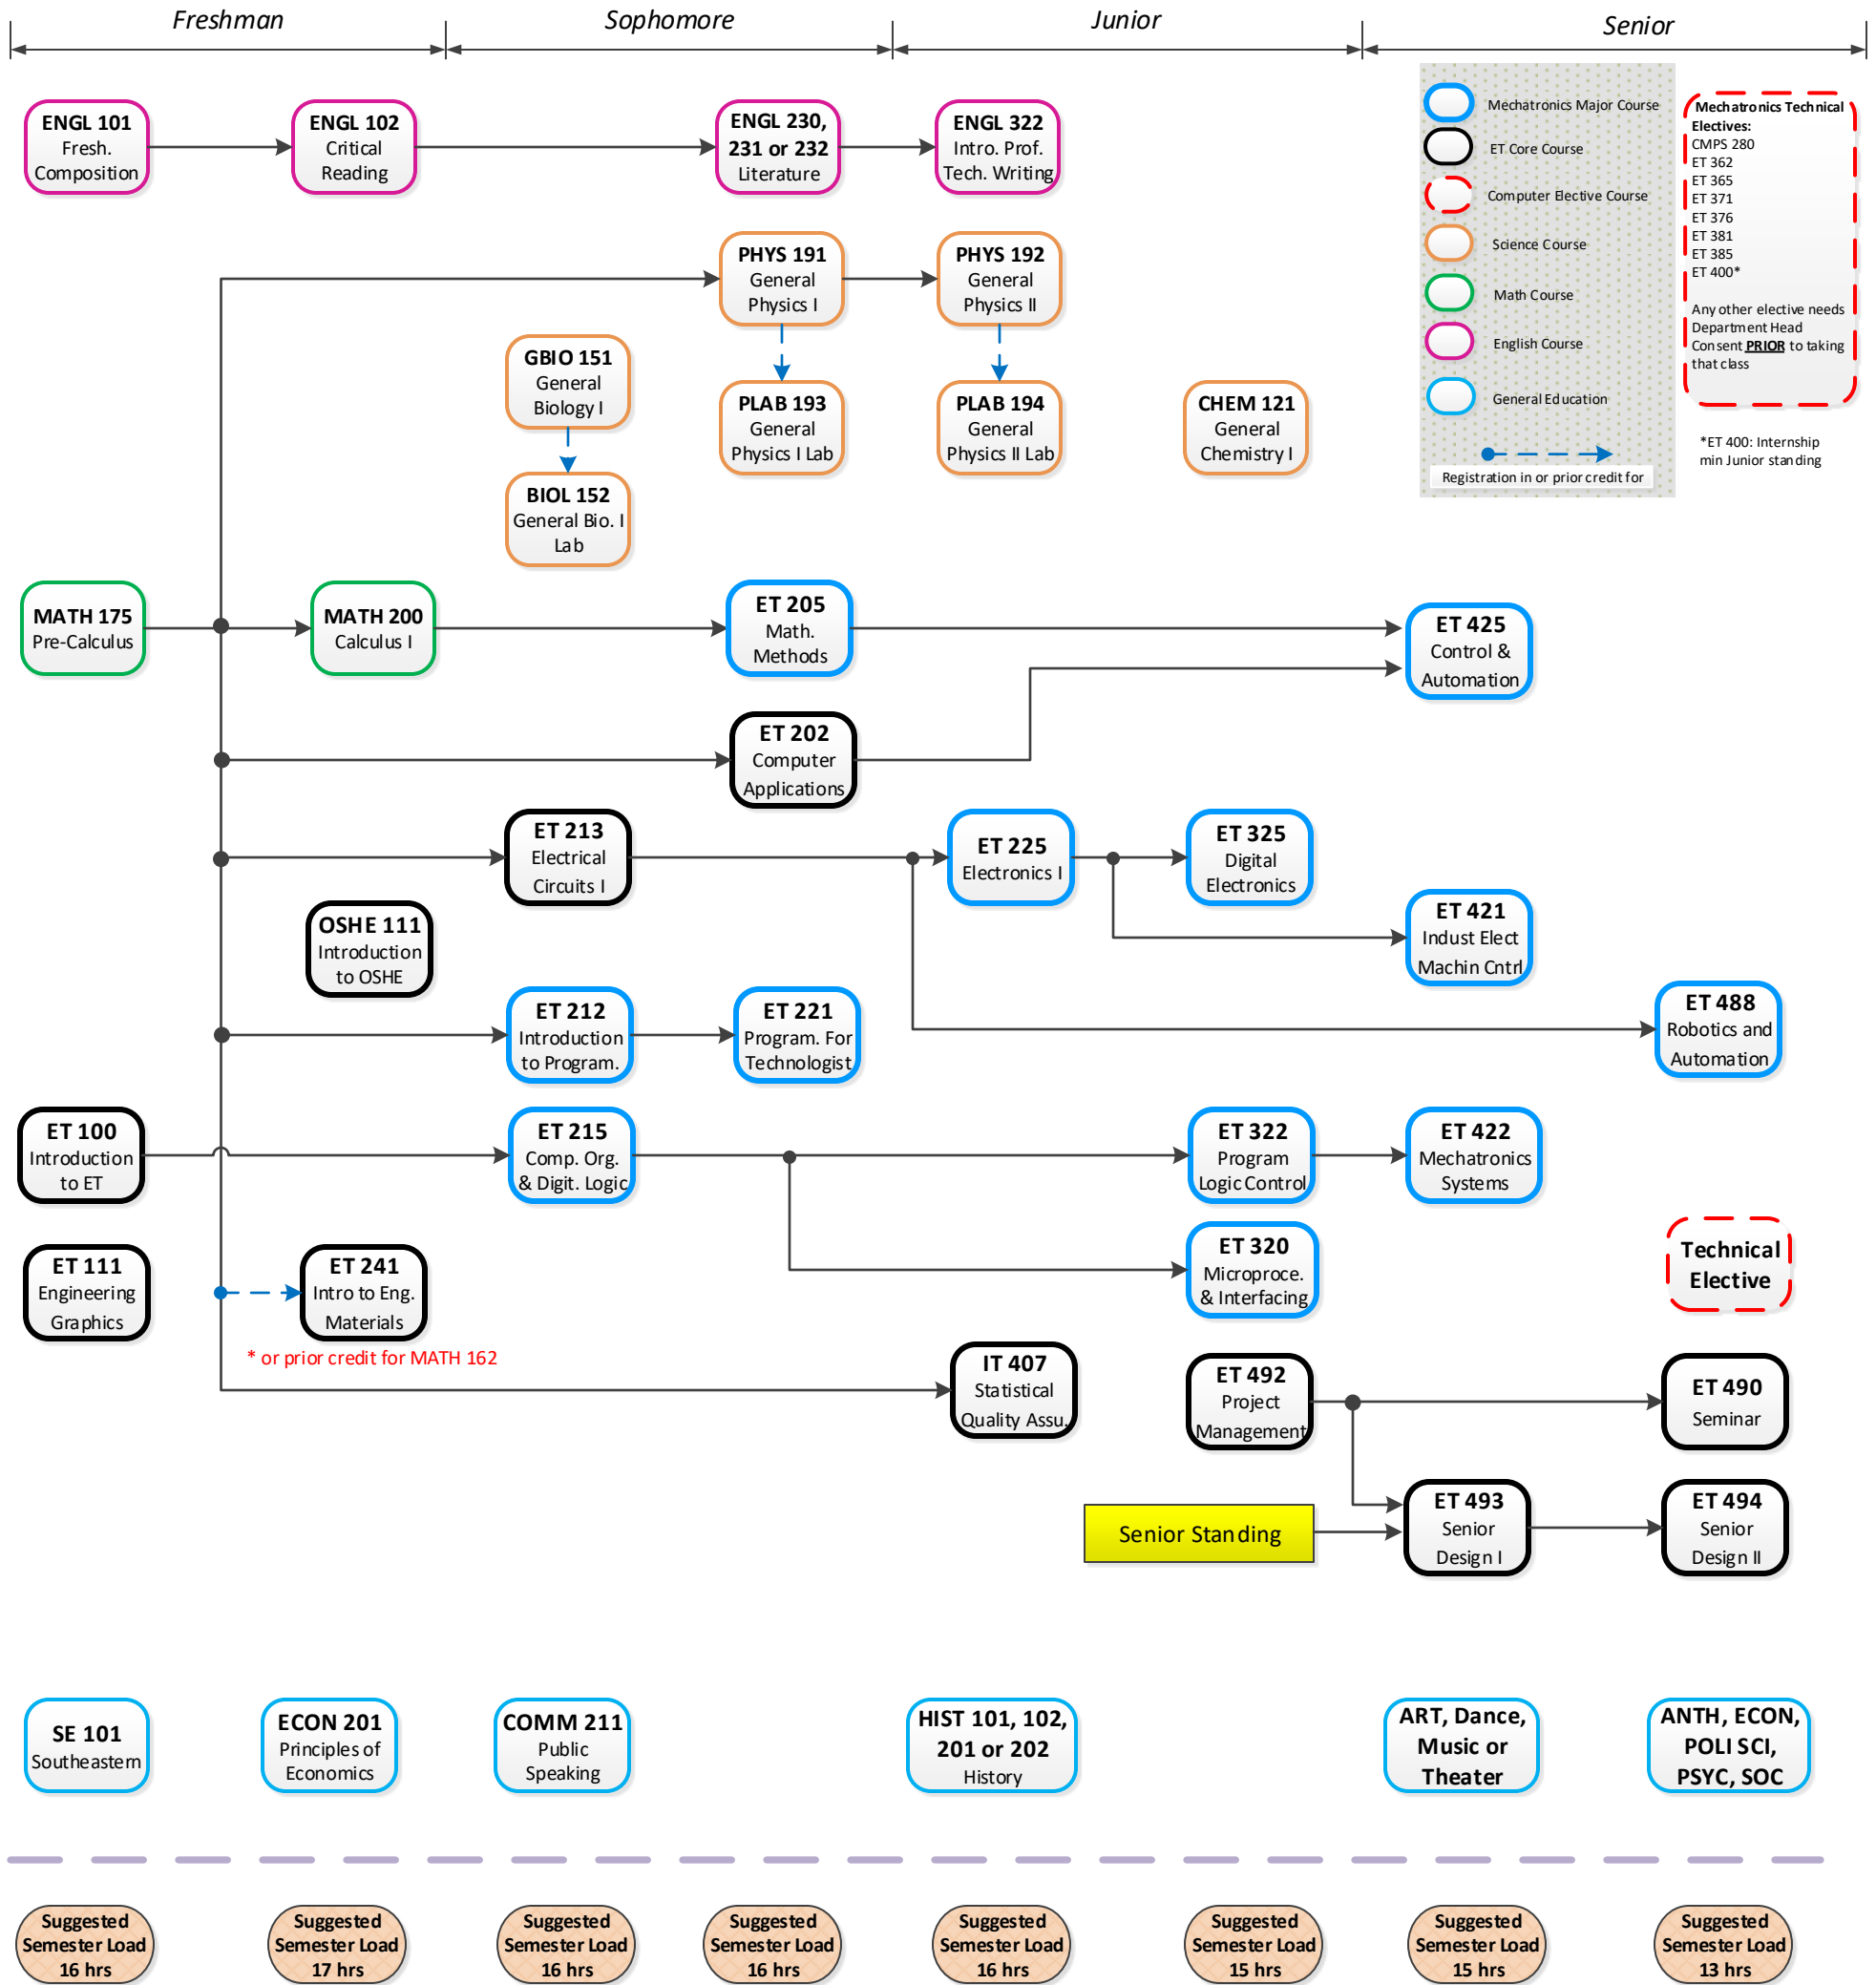 Freshman
Sophomore
Junior
Senior
ENGL 101
Fresh.
Composition
ENGL 102
Critical
Reading
ENGL 230,
231 or 232
Literature
ENGL 322
Intro. Prof.
Tech. Writing
Mechatronics Major Course
ET Core Course
Computer Elective Course
Science Course
Math Course
English Course
General Education
Registration in or prior credit for
Mechatronics Technical
Electives:
CMPS 280
ET 362
ET 365
ET 371
ET 376
ET 381
ET 385
ET 400*
Any other elective needs
Department Head
Consent PRIOR to taking
that class
*ET 400: Internship
min Junior standing
PHYS 191
General
Physics I
PHYS 192
General
Physics II
GBIO 151
General
Biology I
PLAB 193
General
Physics I Lab
PLAB 194
General
Physics II Lab
CHEM 121
General
Chemistry I
BIOL 152
General Bio. I
Lab
MATH 175
Pre-Calculus
MATH 200
Calculus I
ET 205
Math.
Methods
ET 425
Control &
Automation
ET 202
Computer
Applications
ET 213
Electrical
Circuits I
ET 225
Electronics I
ET 325
Digital
Electronics
OSHE 111
Introduction
to OSHE
ET 421
Indust Elect
Machin Cntrl
ET 212
Introduction
to Program.
ET 221
Program. For
Technologist
ET 488
Robotics and
Automation
ET 100
Introduction
to ET
ET 215
Comp. Org.
& Digit. Logic
ET 322
Program
Logic Control
ET 422
Mechatronics
Systems
ET 111
Engineering
Graphics
ET 241
Intro to Eng.
Materials
* or prior credit for MATH 162
ET 320
Microproce.
& Interfacing
Technical
Elective
IT 407
Statistical
Quality Assu.
ET 492
Project
Management
ET 490
Seminar
Senior Standing
ET 493
Senior
Design I
ET 494
Senior
Design II
SE 101
Southeastern
ECON 201
Principles of
Economics
COMM 211
Public
Speaking
HIST 101, 102,
201 or 202
History
ART, Dance,
Music or
Theater
ANTH, ECON,
POLI SCI,
PSYC, SOC
Suggested
Semester Load
16 hrs
Suggested
Semester Load
17 hrs
Suggested
Semester Load
16 hrs
Suggested
Semester Load
16 hrs
Suggested
Semester Load
16 hrs
Suggested
Semester Load
15 hrs
Suggested
Semester Load
15 hrs
Suggested
Semester Load
13 hrs